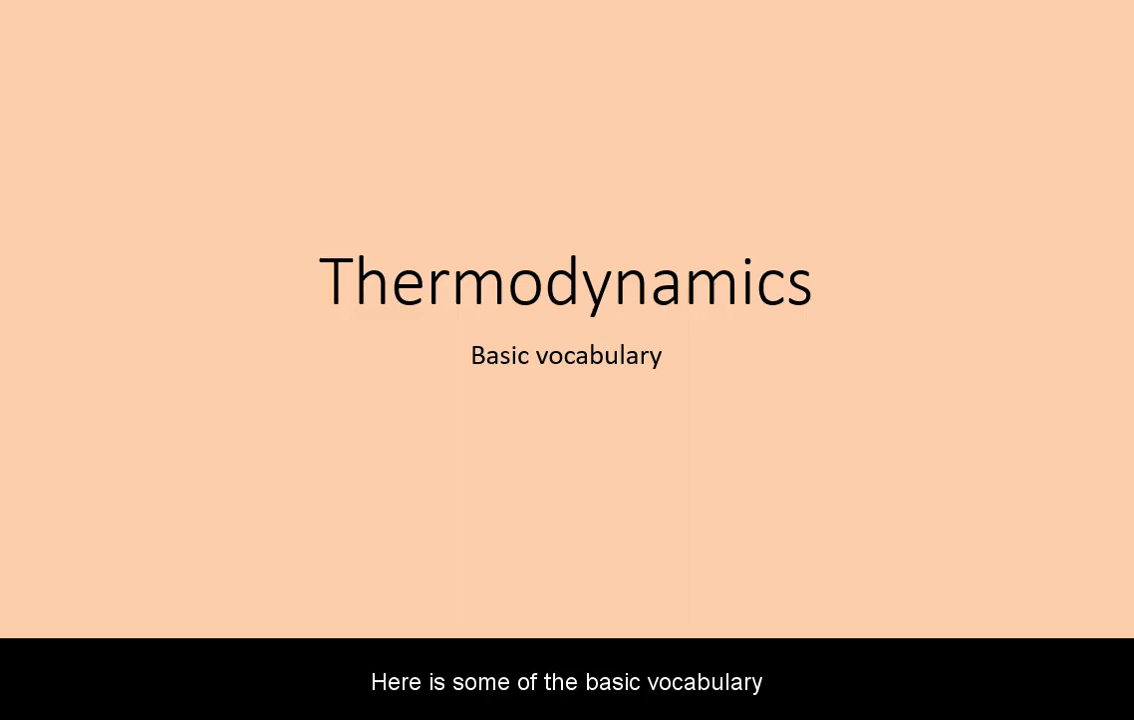 Thermodynamics
Basic vocabulary
Here is some of the basic vocabulary